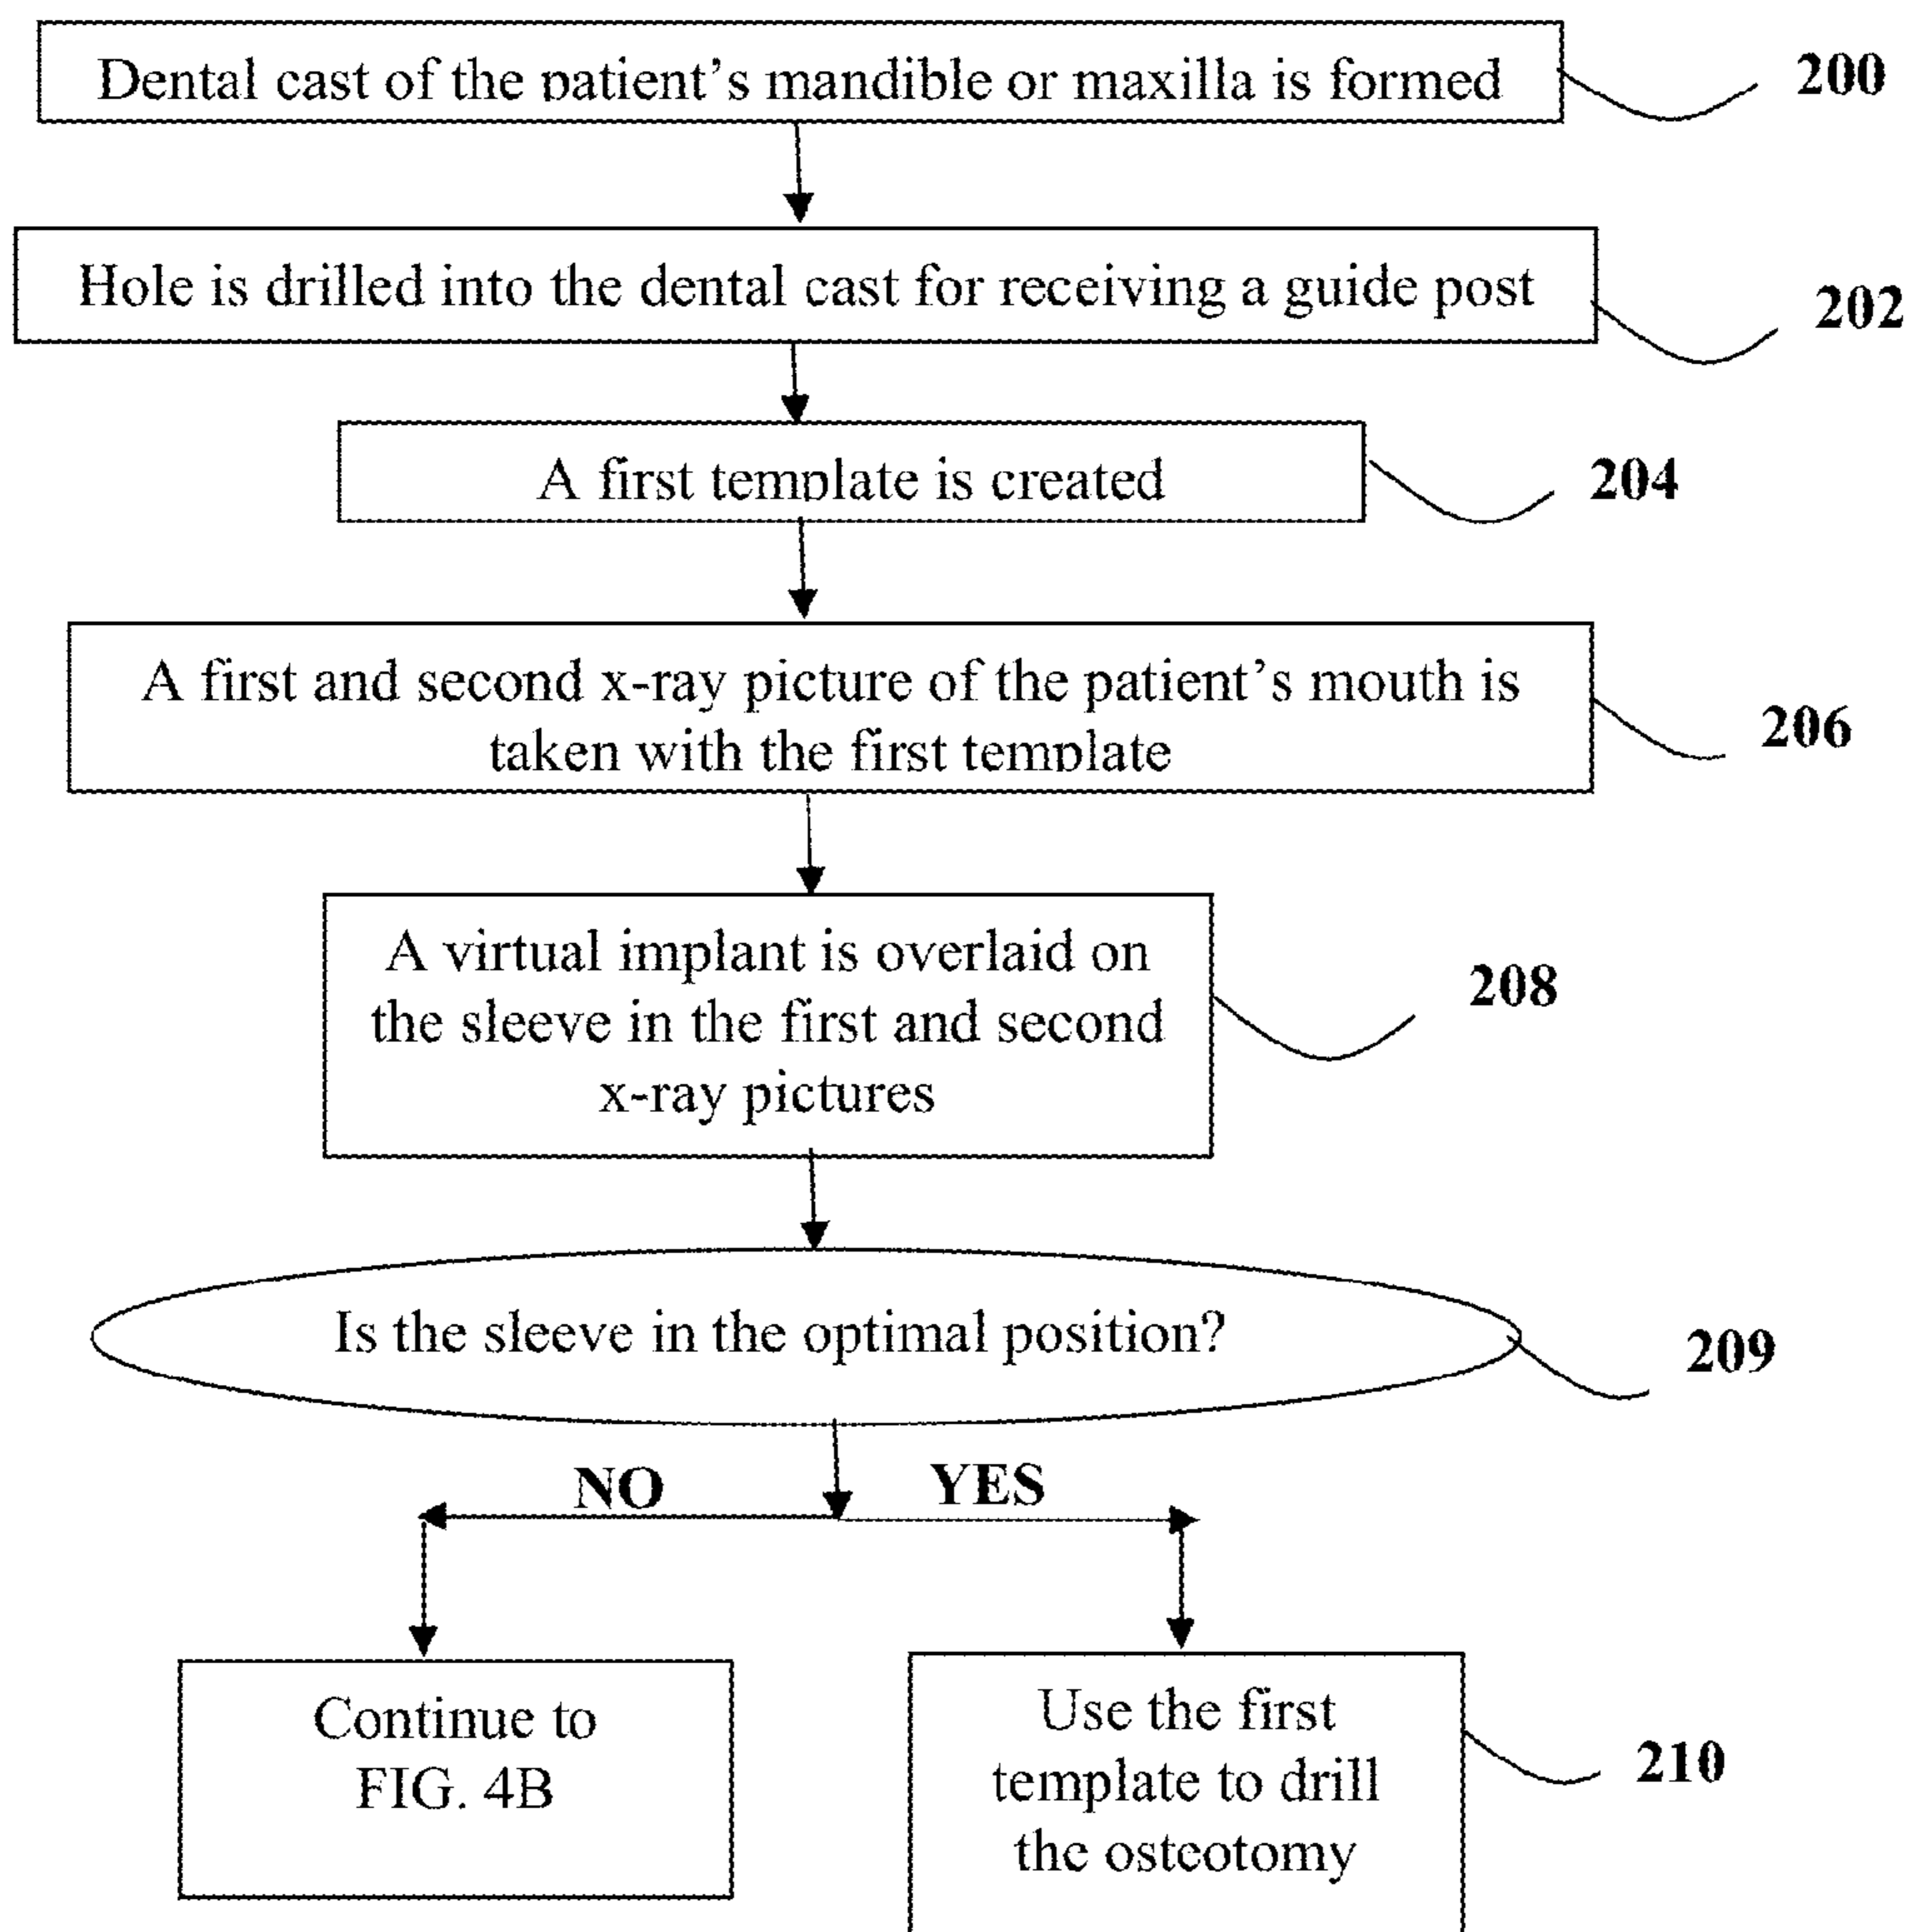 Dental cast of the patient's mandible or maxilla is formed
200
Hole is drilled into the dental cast for receiving a guide post
202
A first template is created
204
A first and second x-ray picture of the patient's mouth is
taken with the first template
206
A virtual implant is overlaid on
the sleeve in the first and second
x-ray pictures
208
Is the sleeve in the optimal position?
209
NO
YES
Continue to
FIG. 4B
Use the first
template to drill
the osteotomy
210